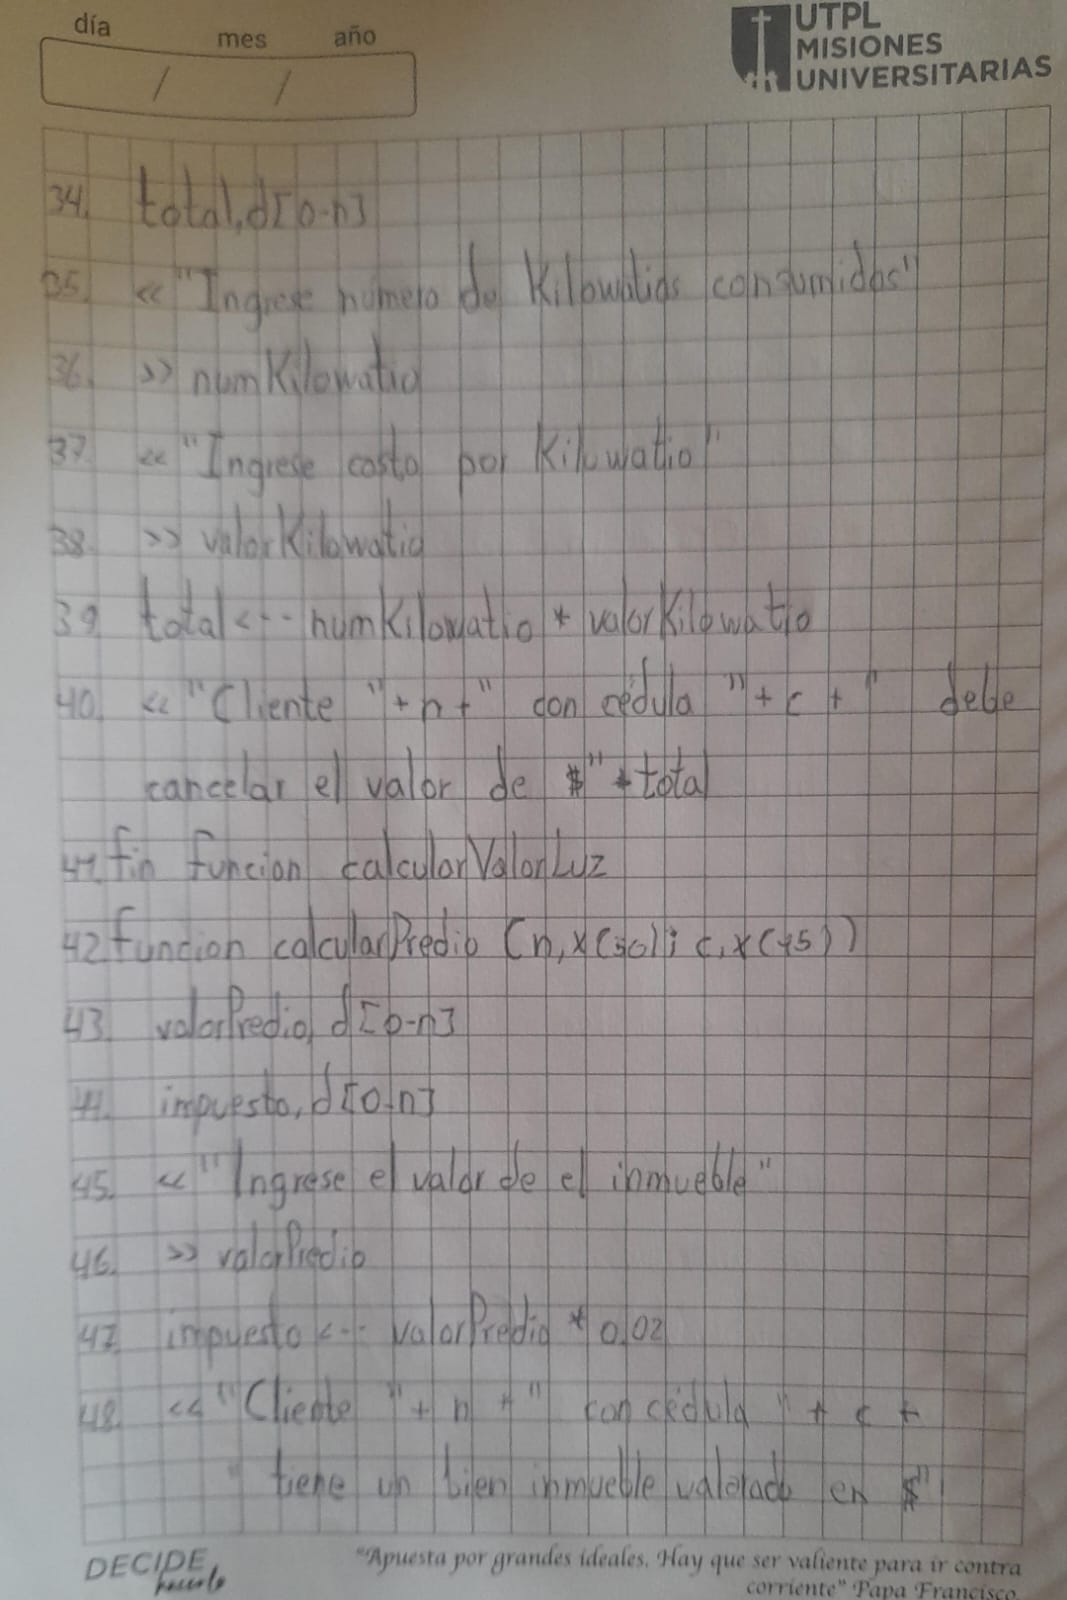 día mes año
/ /
UTPL
MISIONES
UNIVERSITARIAS
34. total, d[0-n]
35. << "Ingrese número de Kilowatios consumidos"
36. >> numKilowatio
37. << "Ingrese costo por Kilowatio"
38. >> valorKilowatio
39 total <-- numKilowatio * valorKilowatio
40. << "Cliente "+n+" con cédula "+ c + " debe
cancelar el valor de $" + total
41. fin funcion calcularValorLuz
42 funcion calcularPredio (n, x(30); c, x(15))
43. valorPredio, d[0-n]
44. impuesto, d[0-n]
45. << "Ingrese el valor de el inmueble"
46. >> valorPredio
47. impuesto <-- valorPredio * 0,02
48. << "Cliente "+ n +" con cédula "+ c +
" tiene un bien inmueble valorado en $"
DECIDE,
hacerlo
"Apuesta por grandes ideales. Hay que ser valiente para ir contra
corriente" Papa Francisco.